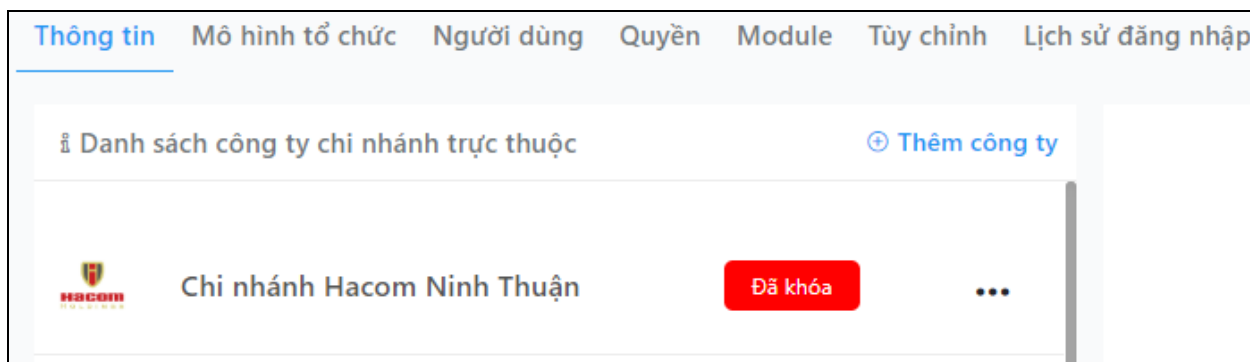 Thông tin Mô hình tổ chức Người dùng Quyền Module Tùy chỉnh Lịch sử đăng nhập
Danh sách công ty chi nhánh trực thuộc Thêm công ty
Hacom
HOLDINGS
Chi nhánh Hacom Ninh Thuận Đã khóa